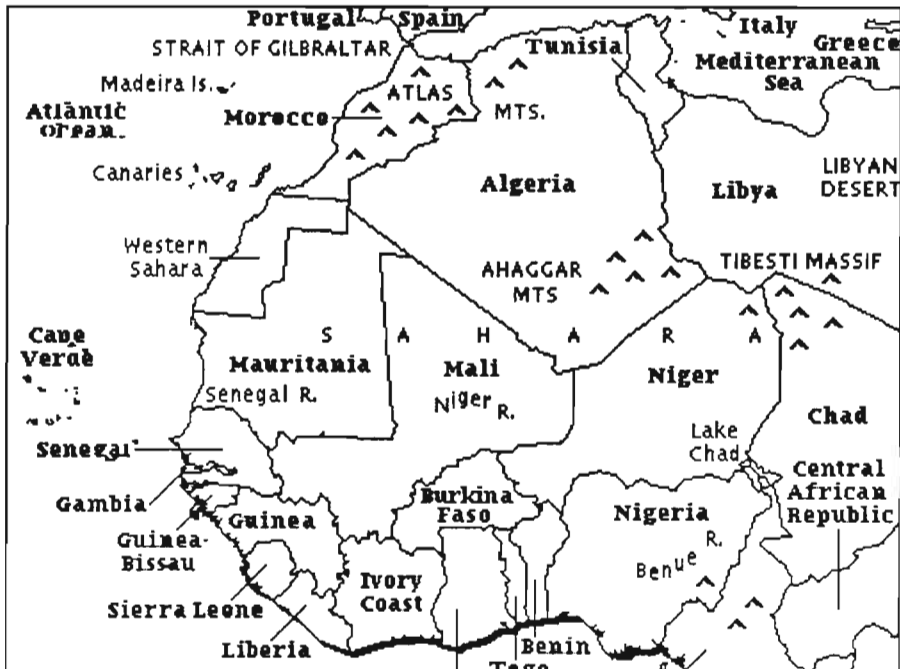 Portugal Spain
Italy
Greece
STRAIT OF GILBRALTAR
Tunisia
Mediterranean
Sea
Madeira Is.
ATLAS
MTS.
Atlantic
Morocco
Canaries
Algeria
Libya
LIBYAN
DESERT
Western
Sahara
AHAGGAR
MTS
TIBESTI MASSIF
S A H A R A
Cape
Verde
Mauritania
Mali
Niger
Senegal R.
Niger R.
Chad
Senegal
Lake
Chad
Central
African
Republic
Gambia
Burkina
Faso
Guinea
Nigeria
Guinea-
Bissau
Benue R.
Ivory
Coast
Sierra Leone
Liberia
Benin
Togo